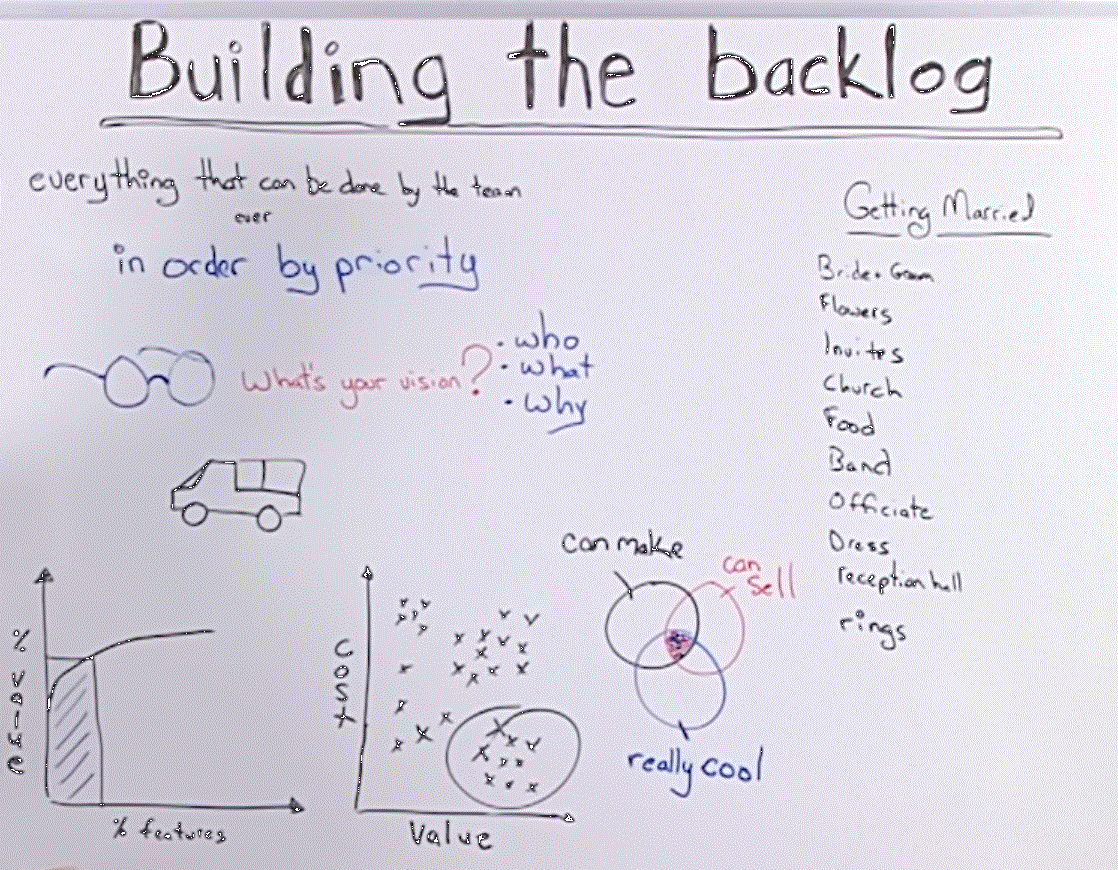 Building the backlog
everything that can be done by the team
ever
in order by priority
What's your vision?
• who
• what
• why
% value
% features
Cost
Value
can make
can
sell
really cool
Getting Married
Bride + Groom
Flowers
Invites
Church
Food
Band
Officiate
Dress
reception hall
rings